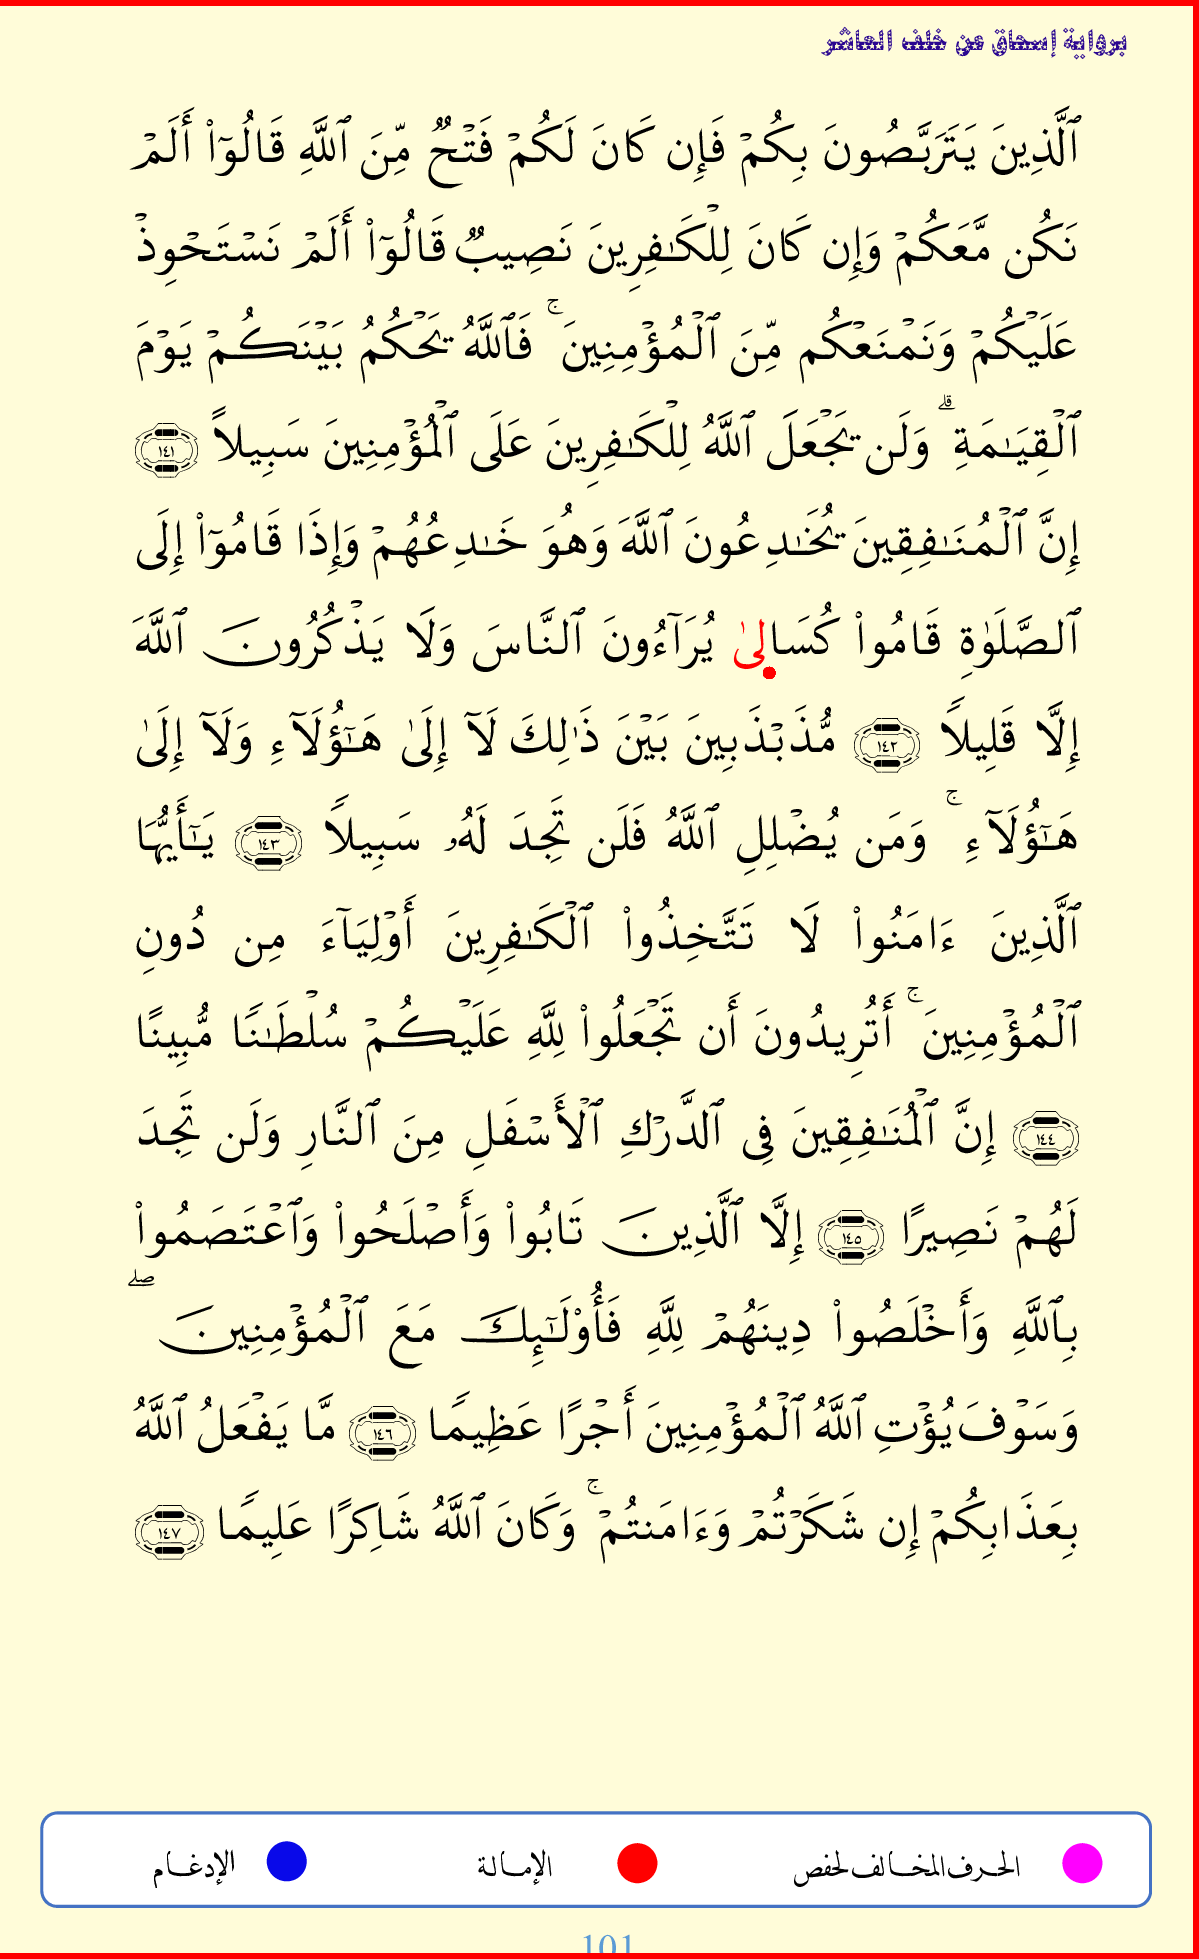 برواية إسحاق عن خلف العاشر
ٱلَّذِينَ يَتَرَبَّصُونَ بِكُمْ فَإِن كَانَ لَكُمْ فَتْحٌ مِّنَ ٱللَّهِ قَالُوٓا۟ أَلَمْ
نَكُن مَّعَكُمْ وَإِن كَانَ لِلْكَـٰفِرِينَ نَصِيبٌ قَالُوٓا۟ أَلَمْ نَسْتَحْوِذْ
عَلَيْكُمْ وَنَمْنَعْكُم مِّنَ ٱلْمُؤْمِنِينَ ۚ فَٱللَّهُ يَحْكُمُ بَيْنَكُمْ يَوْمَ
ٱلْقِيَـٰمَةِ ۗ وَلَن يَجْعَلَ ٱللَّهُ لِلْكَـٰفِرِينَ عَلَى ٱلْمُؤْمِنِينَ سَبِيلاً ١٤١
إِنَّ ٱلْمُنَـٰفِقِينَ يُخَـٰدِعُونَ ٱللَّهَ وَهُوَ خَـٰدِعُهُمْ وَإِذَا قَامُوٓا۟ إِلَى
ٱلصَّلَوٰةِ قَامُوا۟ كُسَالىٰ يُرَآءُونَ ٱلنَّاسَ وَلَا يَذْكُرُونَ ٱللَّهَ
إِلَّا قَلِيلاً ١٤٢ مُّذَبْذَبِينَ بَيْنَ ذَٰلِكَ لَآ إِلَىٰ هَـٰٓؤُلَآءِ وَلَآ إِلَىٰ
هَـٰٓؤُلَآءِ ۚ وَمَن يُضْلِلِ ٱللَّهُ فَلَن تَجِدَ لَهُۥ سَبِيلاً ١٤٣ يَـٰٓأَيُّهَا
ٱلَّذِينَ ءَامَنُوا۟ لَا تَتَّخِذُوا۟ ٱلْكَـٰفِرِينَ أَوْلِيَآءَ مِن دُونِ
ٱلْمُؤْمِنِينَ ۚ أَتُرِيدُونَ أَن تَجْعَلُوا۟ لِلَّهِ عَلَيْكُمْ سُلْطَـٰنًا مُّبِينًا
١٤٤ إِنَّ ٱلْمُنَـٰفِقِينَ فِى ٱلدَّرْكِ ٱلْأَسْفَلِ مِنَ ٱلنَّارِ وَلَن تَجِدَ
لَهُمْ نَصِيرًا ١٤٥ إِلَّا ٱلَّذِينَ تَابُوا۟ وَأَصْلَحُوا۟ وَٱعْتَصَمُوا۟
بِٱللَّهِ وَأَخْلَصُوا۟ دِينَهُمْ لِلَّهِ فَأُو۟لَـٰٓئِكَ مَعَ ٱلْمُؤْمِنِينَ ۖ
وَسَوْفَ يُؤْتِ ٱللَّهُ ٱلْمُؤْمِنِينَ أَجْرًا عَظِيمًا ١٤٦ مَّا يَفْعَلُ ٱللَّهُ
بِعَذَابِكُمْ إِن شَكَرْتُمْ وَءَامَنتُمْ ۚ وَكَانَ ٱللَّهُ شَاكِرًا عَلِيمًا ١٤٧
الحرف المخالف لحفص الإمالة الإدغام
101